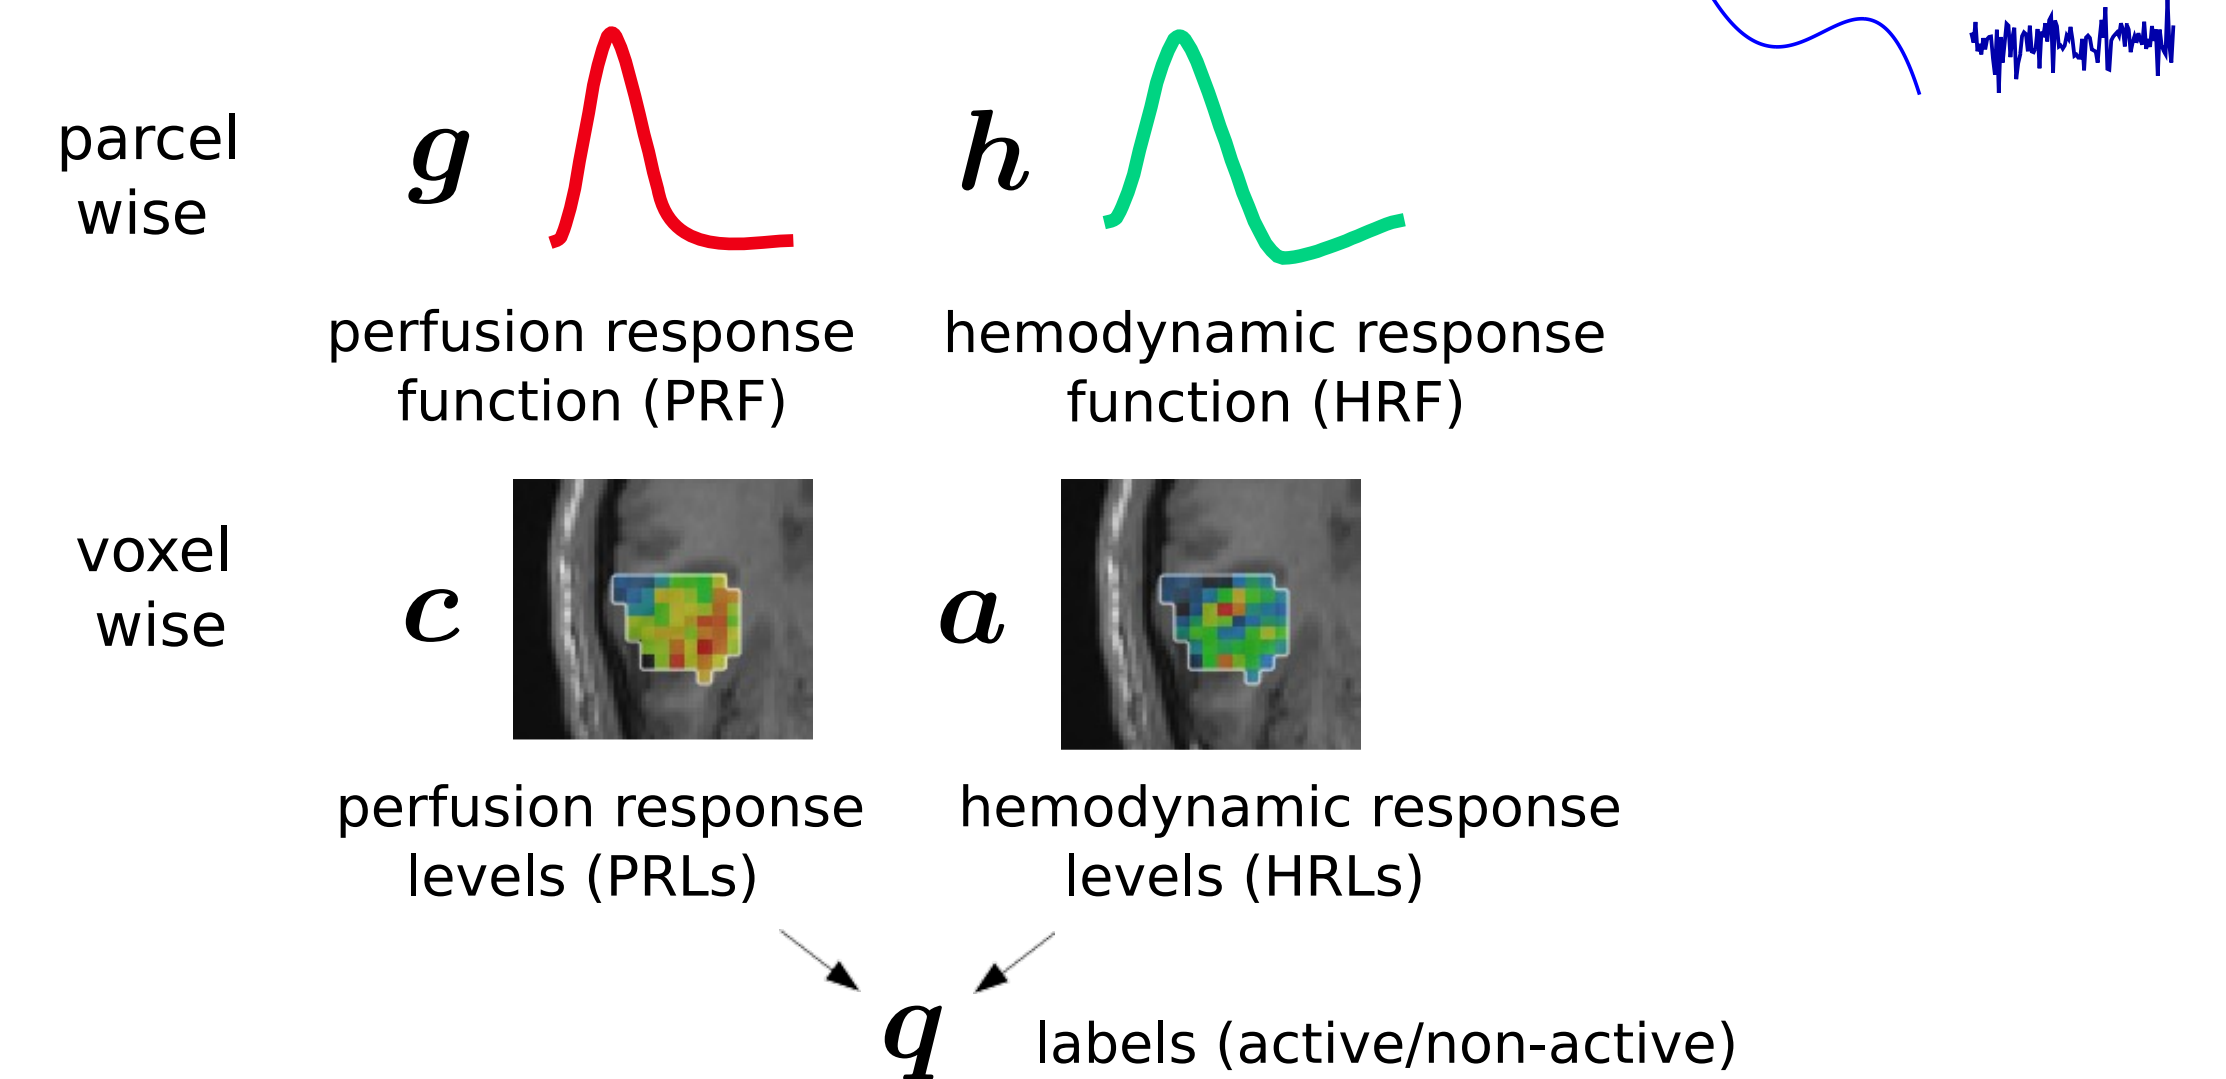 parcel
wise
g
h
perfusion response
function (PRF)
hemodynamic response
function (HRF)
voxel
wise
c
a
perfusion response
levels (PRLs)
hemodynamic response
levels (HRLs)
q
labels (active/non-active)